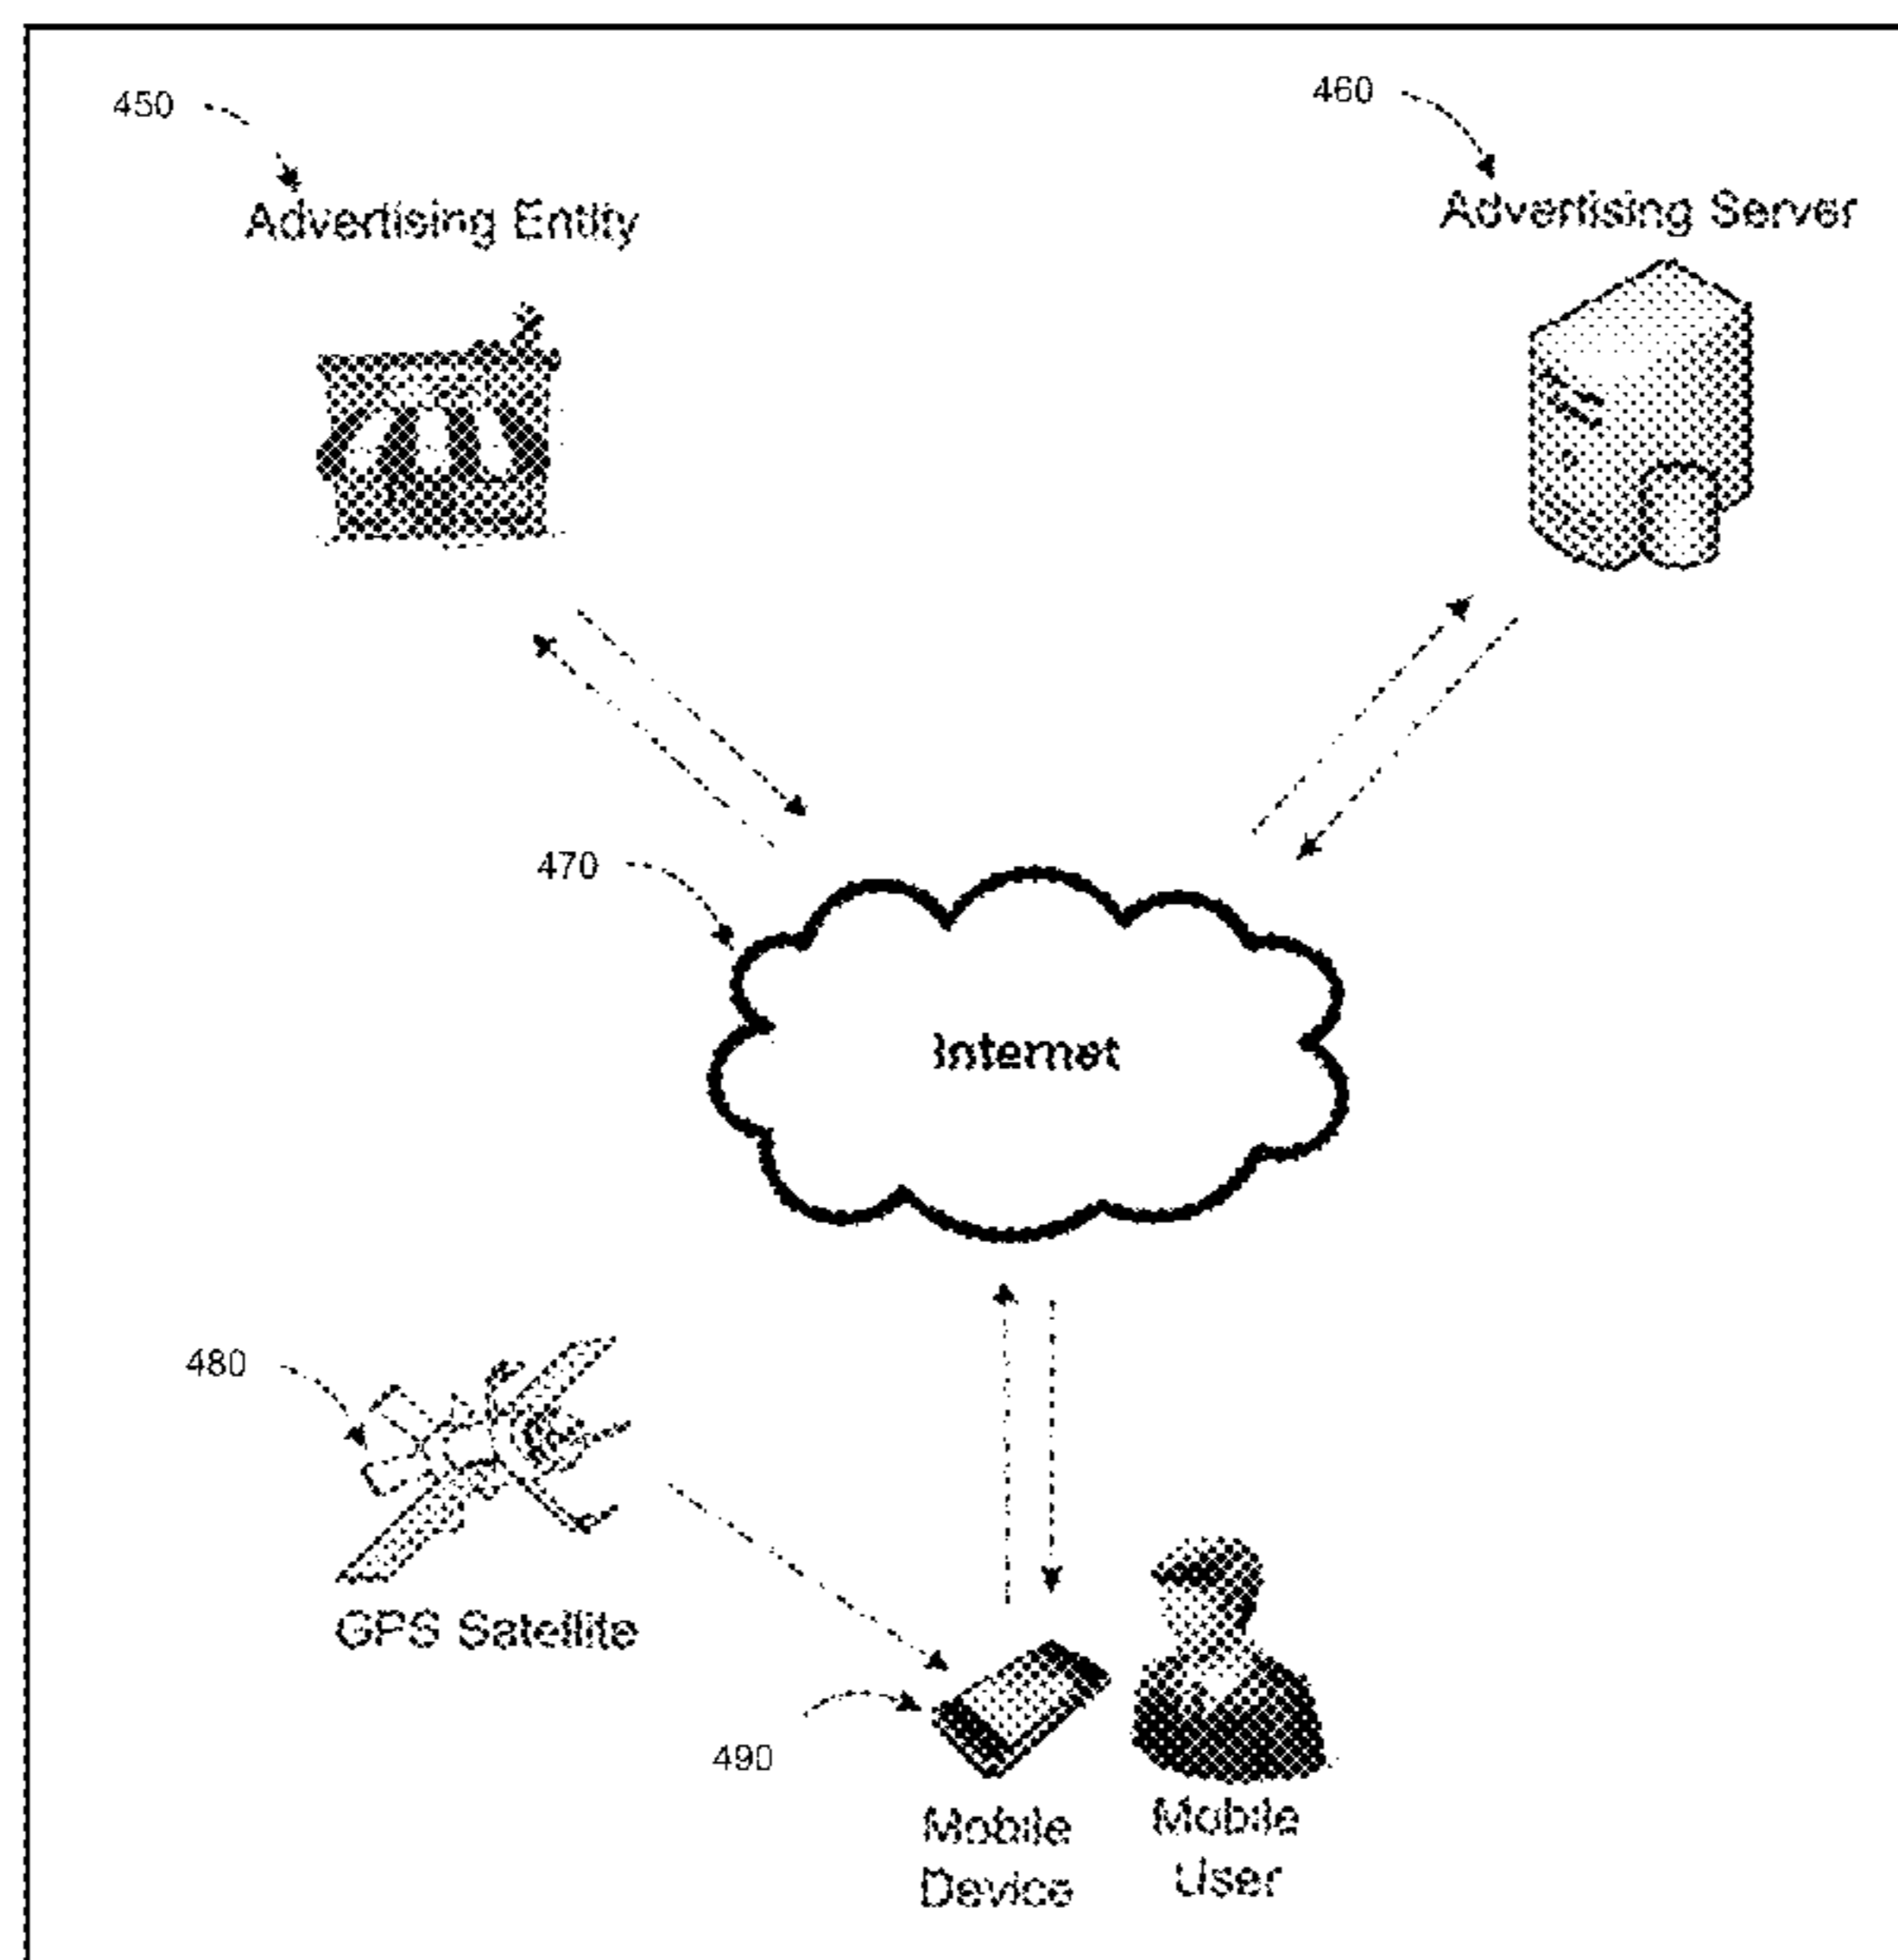 450
460
Advertising Entity
Advertising Server
470
Internet
480
GPS Satellite
490
Mobile
Device
Mobile
User